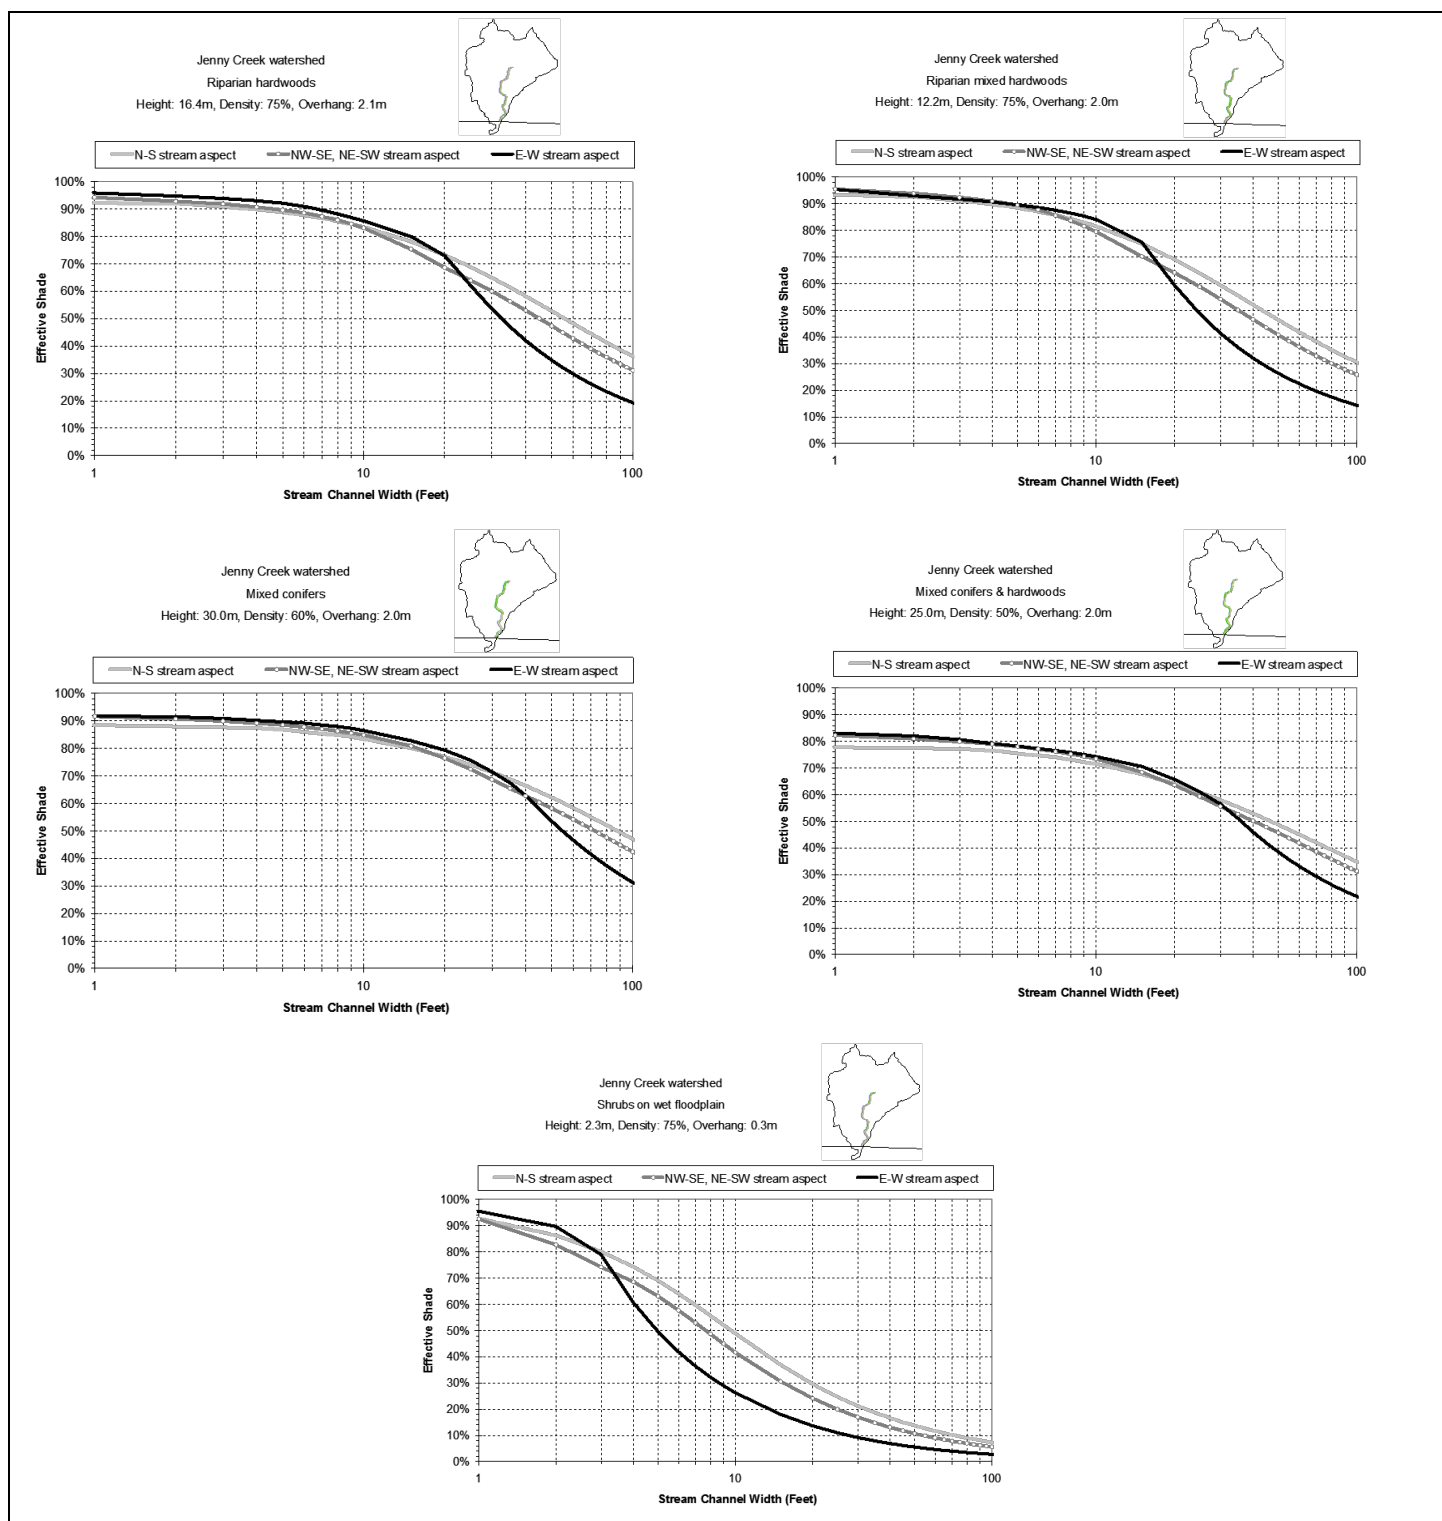 Jenny Creek watershed
Riparian hardwoods
Height: 16.4m, Density: 75%, Overhang: 2.1m
N-S stream aspect NW-SE, NE-SW stream aspect E-W stream aspect
100%
90%
80%
70%
60%
50%
40%
30%
20%
10%
0%
Effective Shade
1 10 100
Stream Channel Width (Feet)
Jenny Creek watershed
Riparian mixed hardwoods
Height: 12.2m, Density: 75%, Overhang: 2.0m
N-S stream aspect NW-SE, NE-SW stream aspect E-W stream aspect
100%
90%
80%
70%
60%
50%
40%
30%
20%
10%
0%
Effective Shade
1 10 100
Stream Channel Width (Feet)
Jenny Creek watershed
Mixed conifers
Height: 30.0m, Density: 60%, Overhang: 2.0m
N-S stream aspect NW-SE, NE-SW stream aspect E-W stream aspect
100%
90%
80%
70%
60%
50%
40%
30%
20%
10%
0%
Effective Shade
1 10 100
Stream Channel Width (Feet)
Jenny Creek watershed
Mixed conifers & hardwoods
Height: 25.0m, Density: 50%, Overhang: 2.0m
N-S stream aspect NW-SE, NE-SW stream aspect E-W stream aspect
100%
90%
80%
70%
60%
50%
40%
30%
20%
10%
0%
Effective Shade
1 10 100
Stream Channel Width (Feet)
Jenny Creek watershed
Shrubs on wet floodplain
Height: 2.3m, Density: 75%, Overhang: 0.3m
N-S stream aspect NW-SE, NE-SW stream aspect E-W stream aspect
100%
90%
80%
70%
60%
50%
40%
30%
20%
10%
0%
Effective Shade
1 10 100
Stream Channel Width (Feet)